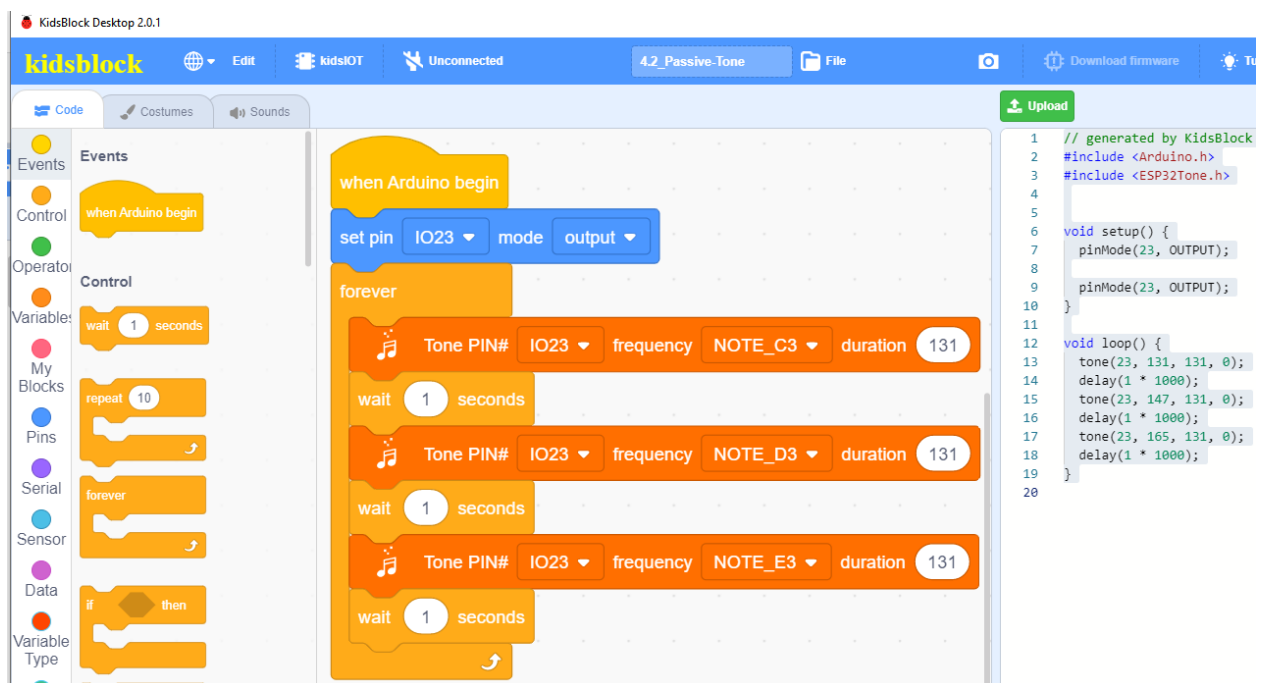 KidsBlock Desktop 2.0.1
kidsblock Edit kidsIOT Unconnected 4.2_Passive-Tone File Download firmware
Code Costumes Sounds
Upload
Events
Control
Operator
Variables
My
Blocks
Pins
Serial
Sensor
Data
Variable
Type
Events
when Arduino begin
Control
wait 1 seconds
repeat 10
forever
if then
when Arduino begin
set pin IO23 mode output
forever
Tone PIN# IO23 frequency NOTE_C3 duration 131
wait 1 seconds
Tone PIN# IO23 frequency NOTE_D3 duration 131
wait 1 seconds
Tone PIN# IO23 frequency NOTE_E3 duration 131
wait 1 seconds
1 // generated by KidsBlock
2 #include <Arduino.h>
3 #include <ESP32Tone.h>
4
5
6 void setup() {
7 pinMode(23, OUTPUT);
8
9 pinMode(23, OUTPUT);
10 }
11
12 void loop() {
13 tone(23, 131, 131, 0);
14 delay(1 * 1000);
15 tone(23, 147, 131, 0);
16 delay(1 * 1000);
17 tone(23, 165, 131, 0);
18 delay(1 * 1000);
19 }
20